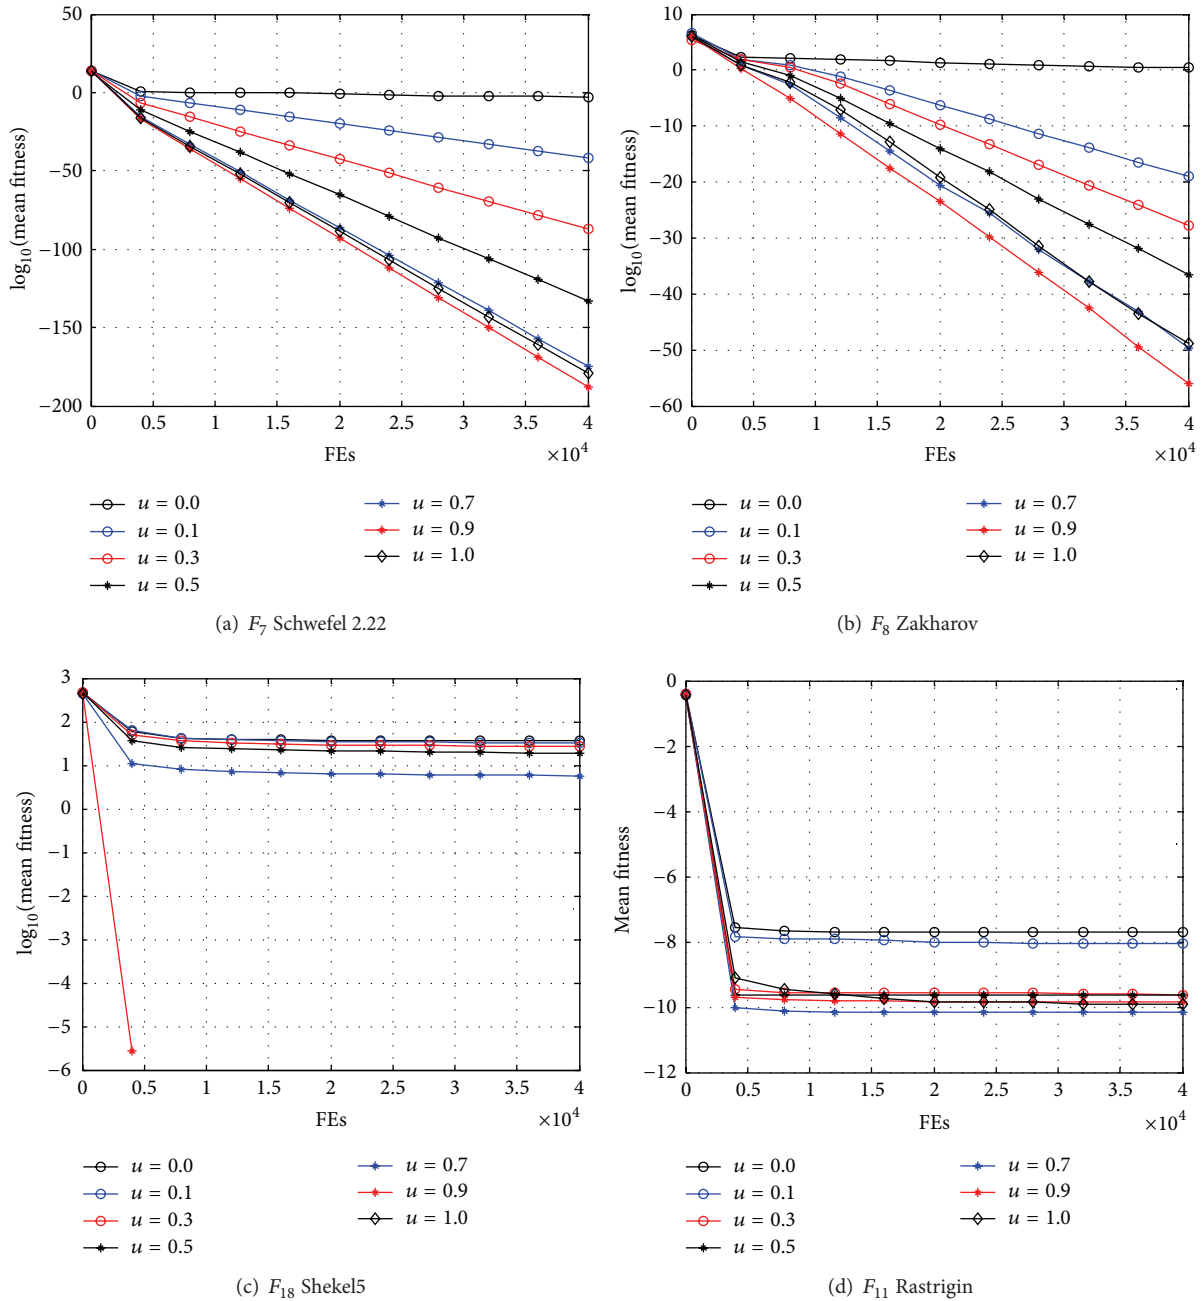 50
0
−50
−100
−150
−200
log10(mean fitness)
0 0.5 1 1.5 2 2.5 3 3.5 4
×10^4
FEs
u = 0.0
u = 0.1
u = 0.3
u = 0.5
u = 0.7
u = 0.9
u = 1.0
(a) F7 Schwefel 2.22
10
0
−10
−20
−30
−40
−50
−60
log10(mean fitness)
0 0.5 1 1.5 2 2.5 3 3.5 4
×10^4
FEs
u = 0.0
u = 0.1
u = 0.3
u = 0.5
u = 0.7
u = 0.9
u = 1.0
(b) F8 Zakharov
3
2
1
0
−1
−2
−3
−4
−5
−6
log10(mean fitness)
0 0.5 1 1.5 2 2.5 3 3.5 4
×10^4
FEs
u = 0.0
u = 0.1
u = 0.3
u = 0.5
u = 0.7
u = 0.9
u = 1.0
(c) F18 Shekel5
0
−2
−4
−6
−8
−10
−12
Mean fitness
0 0.5 1 1.5 2 2.5 3 3.5 4
×10^4
FEs
u = 0.0
u = 0.1
u = 0.3
u = 0.5
u = 0.7
u = 0.9
u = 1.0
(d) F11 Rastrigin